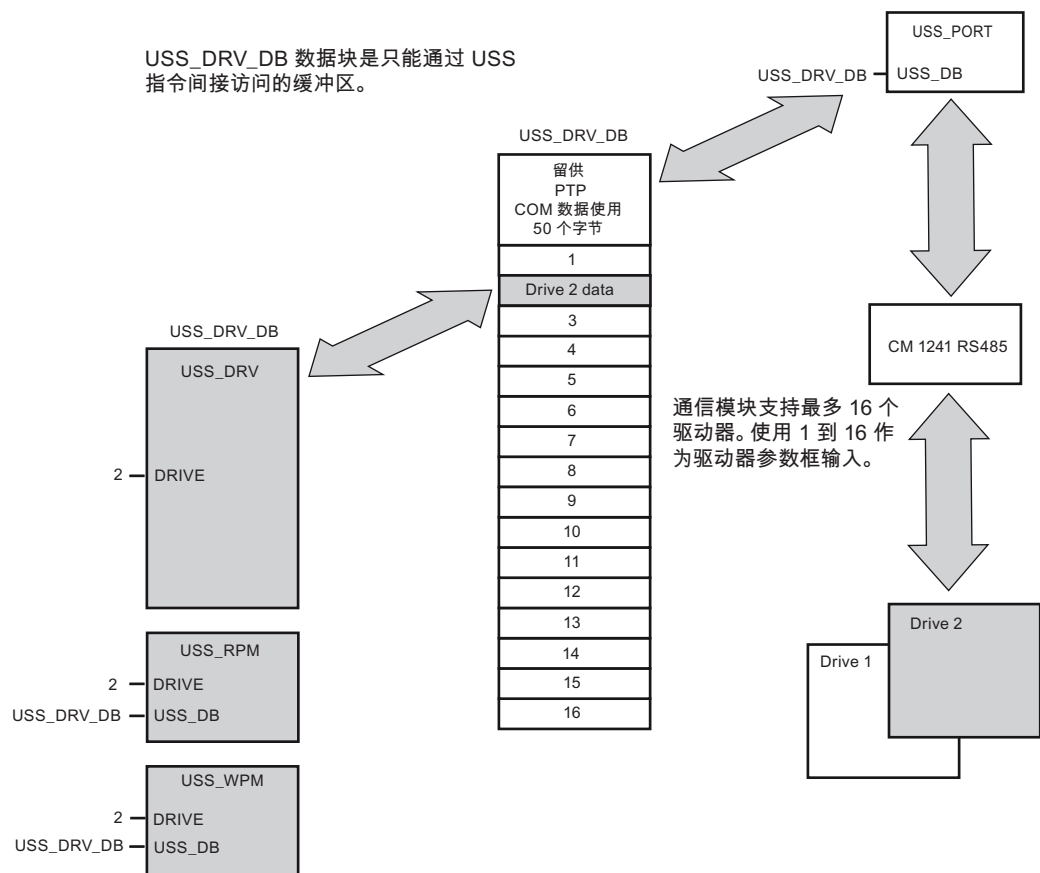 USS_DRV_DB 数据块是只能通过 USS
指令间接访问的缓冲区。
USS_PORT
USS_DRV_DB
USS_DB
USS_DRV_DB
留供
PTP
COM 数据使用
50 个字节
1
Drive 2 data
3
4
5
6
7
8
9
10
11
12
13
14
15
16
USS_DRV_DB
USS_DRV
2
DRIVE
USS_RPM
2
DRIVE
USS_DRV_DB
USS_DB
USS_WPM
2
DRIVE
USS_DRV_DB
USS_DB
CM 1241 RS485
通信模块支持最多 16 个
驱动器。使用 1 到 16 作
为驱动器参数框输入。
Drive 2
Drive 1